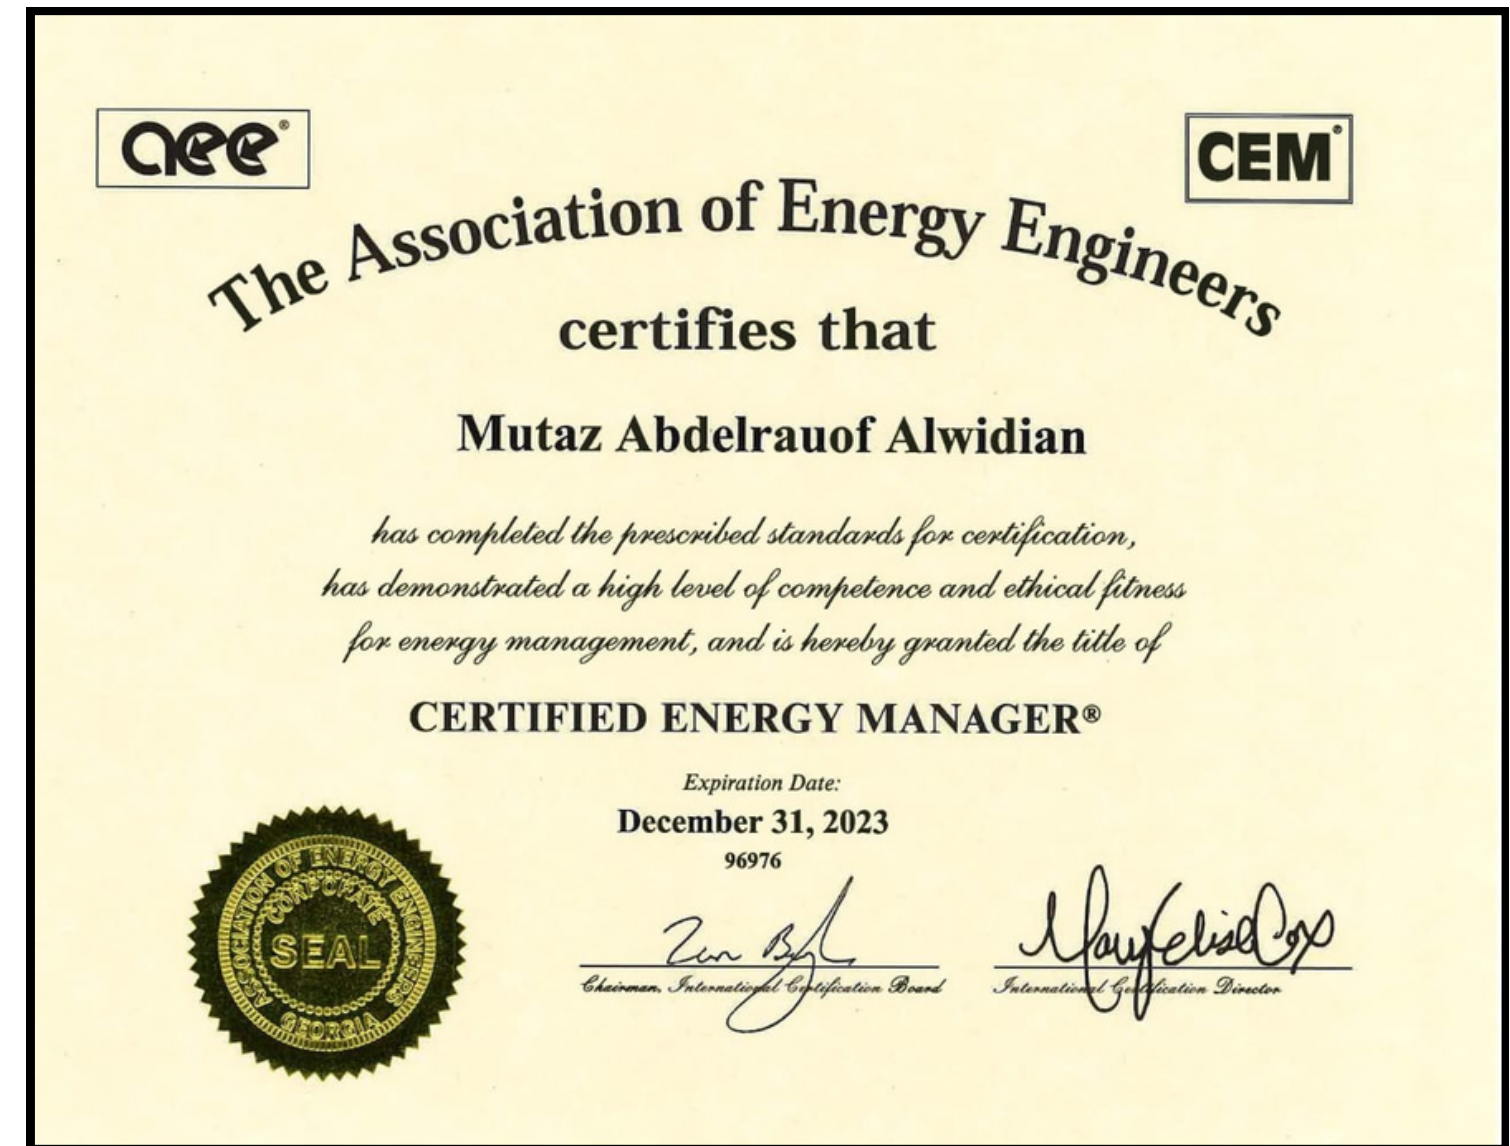 aee®
CEM®
The Association of Energy Engineers
certifies that
Mutaz Abdelrauof Alwidian
has completed the prescribed standards for certification,
has demonstrated a high level of competence and ethical fitness
for energy management, and is hereby granted the title of
CERTIFIED ENERGY MANAGER®
Expiration Date:
December 31, 2023
96976
Chairman, International Certification Board
International Certification Director
ASSOCIATION OF ENERGY ENGINEERS
CORPORATE
SEAL
GEORGIA